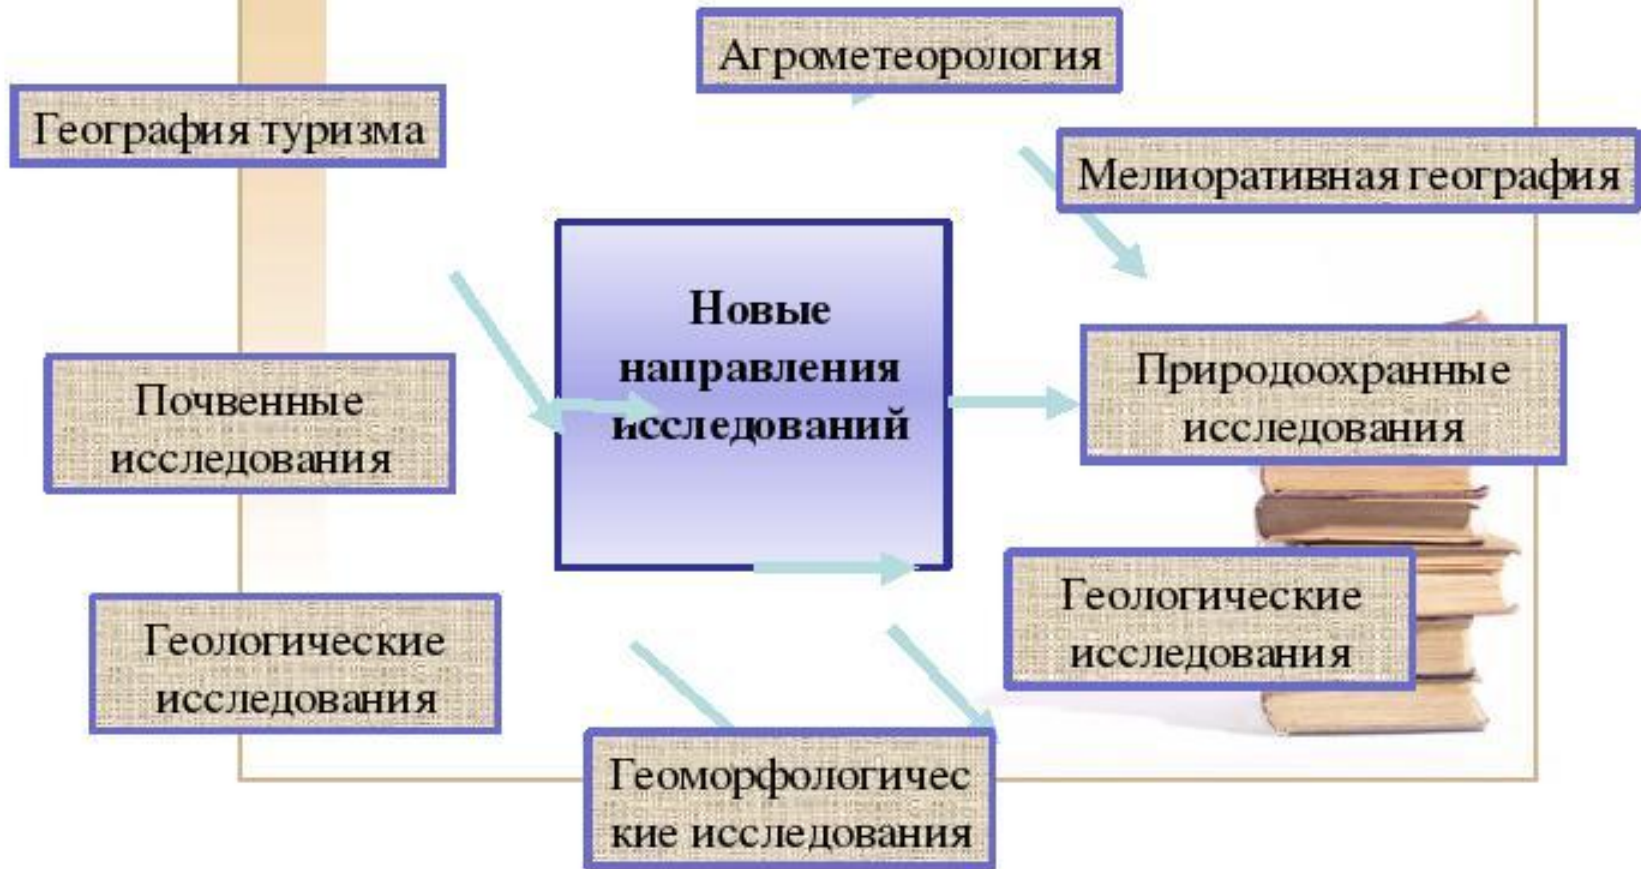 Агрометеорология
География туризма
Мелиоративная география
Новые
направления
исследований
Почвенные
исследования
Природоохранные
исследования
Геологические
исследования
Геологические
исследования
Геоморфологичес
кие исследования